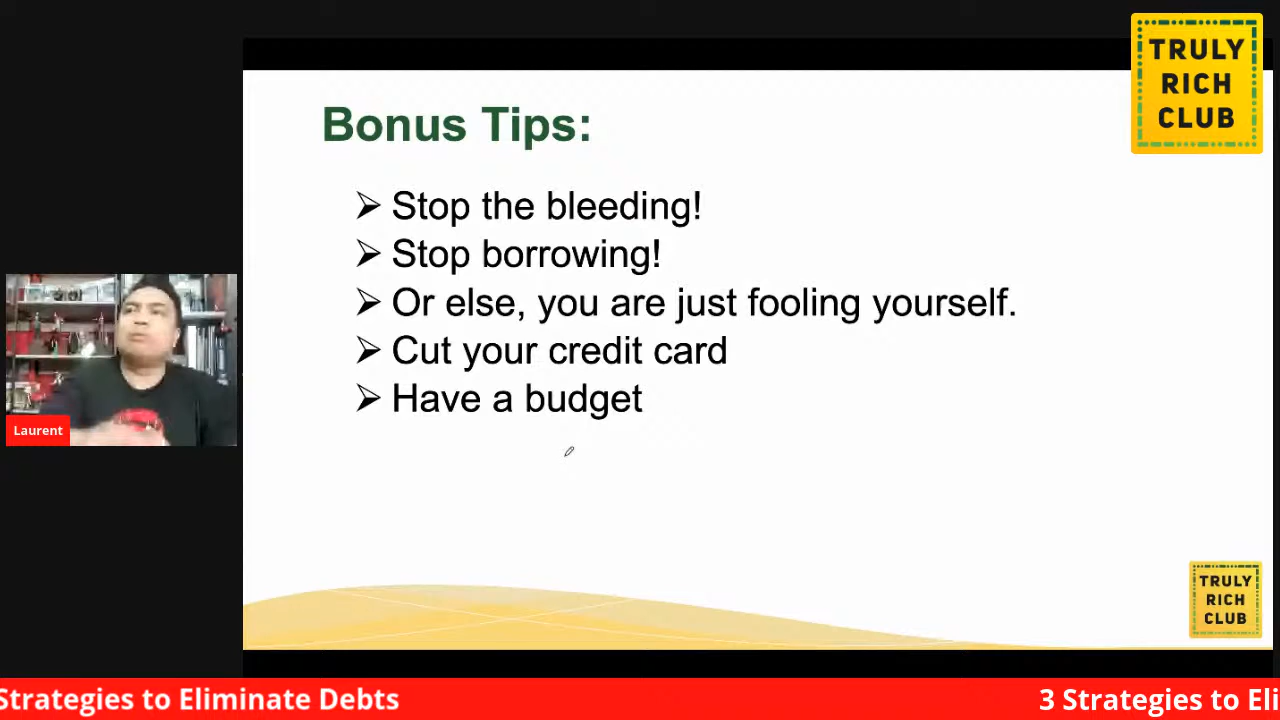 TRULY
RICH
CLUB
Bonus Tips:
Stop the bleeding!
Stop borrowing!
Or else, you are just fooling yourself.
Cut your credit card
Have a budget
Laurent
TRULY
RICH
CLUB
Strategies to Eliminate Debts
3 Strategies to Eli